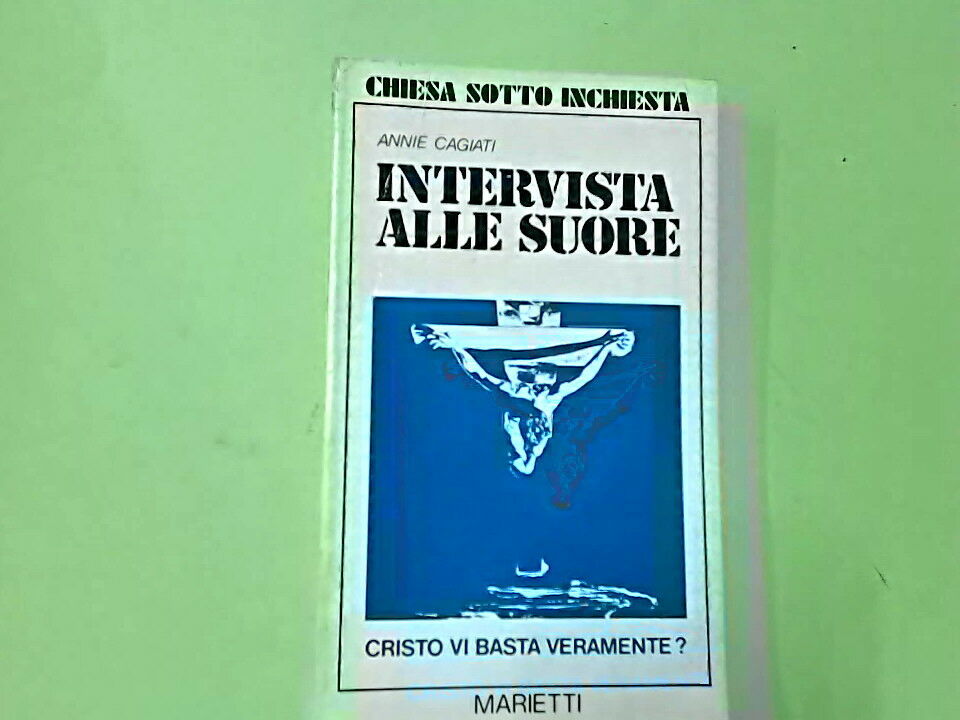 CHIESA SOTTO INCHIESTA
ANNIE CAGIATI
INTERVISTA
ALLE SUORE
CRISTO VI BASTA VERAMENTE?
MARIETTI